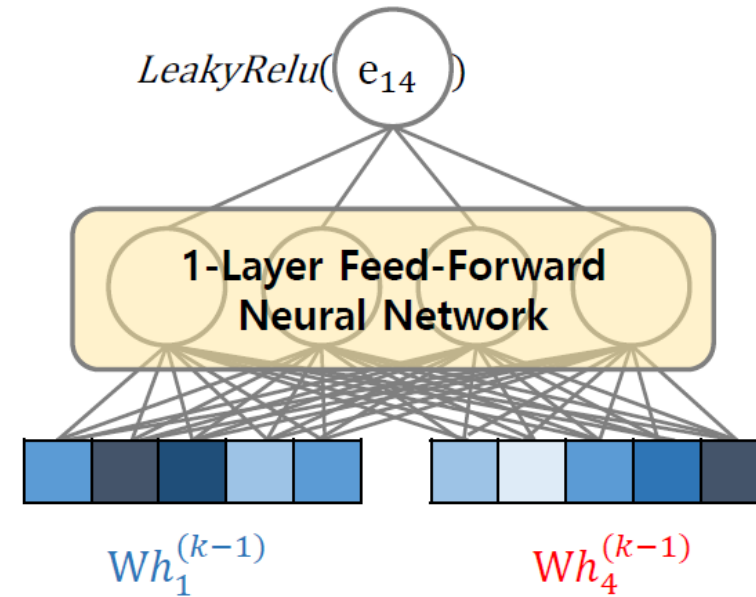 LeakyRelu( e₁₄ )
1-Layer Feed-Forward
Neural Network
Wh₁⁽ᵏ⁻¹⁾ Wh₄⁽ᵏ⁻¹⁾